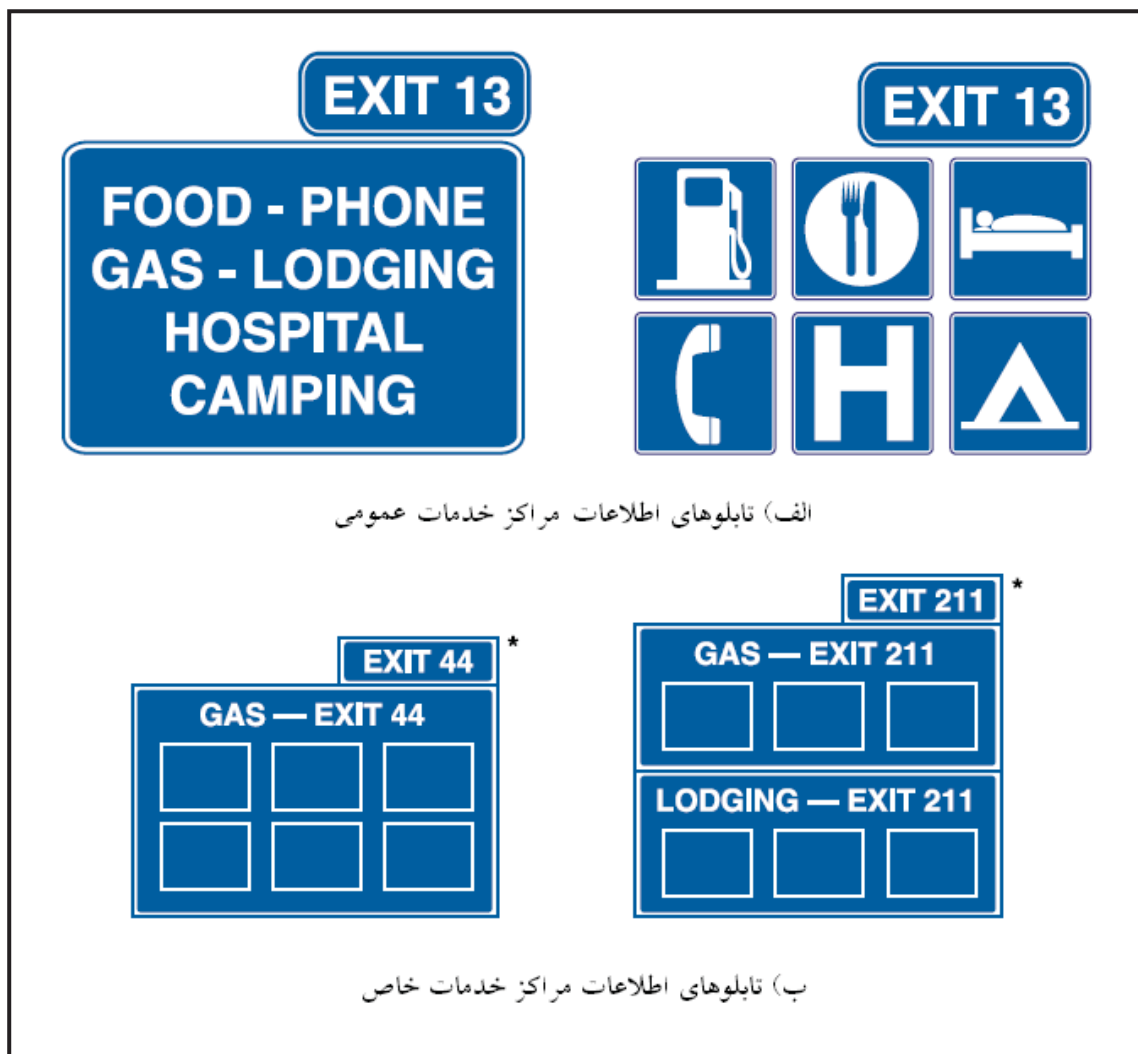 EXIT 13
FOOD - PHONE
GAS - LODGING
HOSPITAL
CAMPING
EXIT 13
H
الف) تابلوهای اطلاعات مراکز خدمات عمومی
EXIT 44 *
GAS — EXIT 44
EXIT 211 *
GAS — EXIT 211
LODGING — EXIT 211
ب) تابلوهای اطلاعات مراکز خدمات خاص